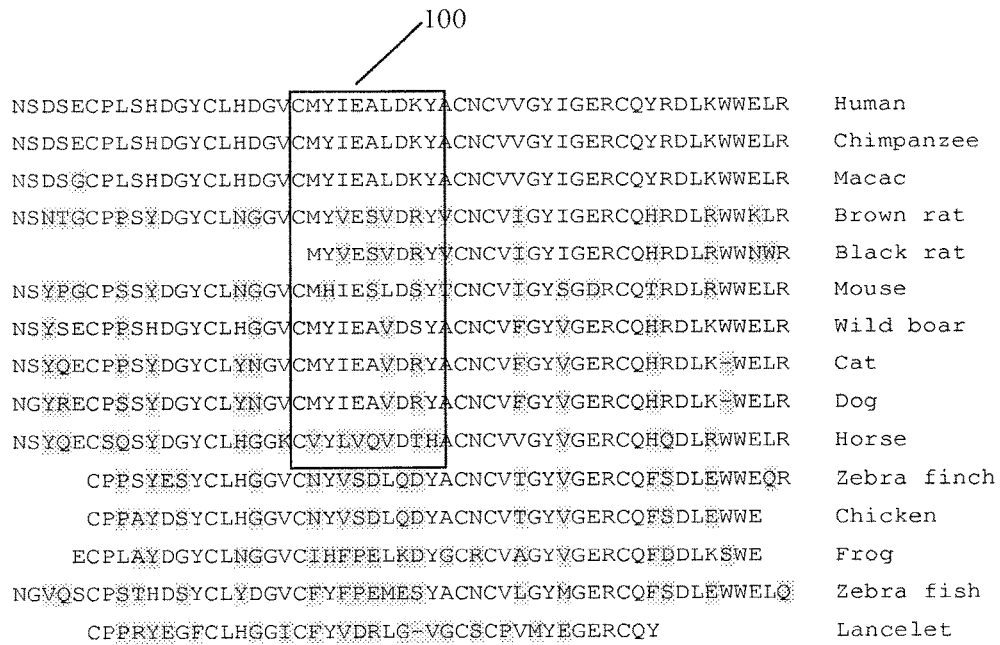 100
NSDSECPLSHDGYCLHDGVCMYIEALDKYACNCVVGYIGERCQYRDLKWWELR Human
NSDSECPLSHDGYCLHDGVCMYIEALDKYACNCVVGYIGERCQYRDLKWWELR Chimpanzee
NSDSGCPLSHDGYCLHDGVCMYIEALDKYACNCVVGYIGERCQYRDLKWWELR Macac
NSNTGCPPSYDGYCLNGGVCMYVESVDRYVCNCVIGYIGERCQHRDLRWWKLR Brown rat
MYVESVDRYVCNCVIGYIGERCQHRDLRWWNWR Black rat
NSYPGCPSSYDGYCLNGGVCMHIESLDSYTCNCVIGYSGDRCQTRDLRWWELR Mouse
NSYSECPPSHDGYCLHGGVCMYIEAVDSYACNCVFGYVGERCQHRDLKWWELR Wild boar
NSYQECPPSYDGYCLYNGVCMYIEAVDRYACNCVFGYVGERCQHRDLK-WELR Cat
NGYRECPSSYDGYCLYNGVCMYIEAVDRYACNCVFGYVGERCQHRDLK-WELR Dog
NSYQECSQSYDGYCLHGGKCVYLVQVDTHACNCVVGYVGERCQHQDLRWWELR Horse
CPPSYESYCLHGGVCNYVSDLQDYACNCVTGYVGERCQFSDLEWWEQR Zebra finch
CPPAYDSYCLHGGVCNYVSDLQDYACNCVTGYVGERCQFSDLEWWE Chicken
ECPLAYDGYCLNGGVCIHFPELKDYGCRCVAGYVGERCQFDDLKSWE Frog
NGVQSCPSTHDSYCLYDGVCFYFPEMESYACNCVLGYMGERCQFSDLEWWELQ Zebra fish
CPPRYEGFCLHGGICFYVDRLG-VGCSCPVMYEGERCQY Lancelet